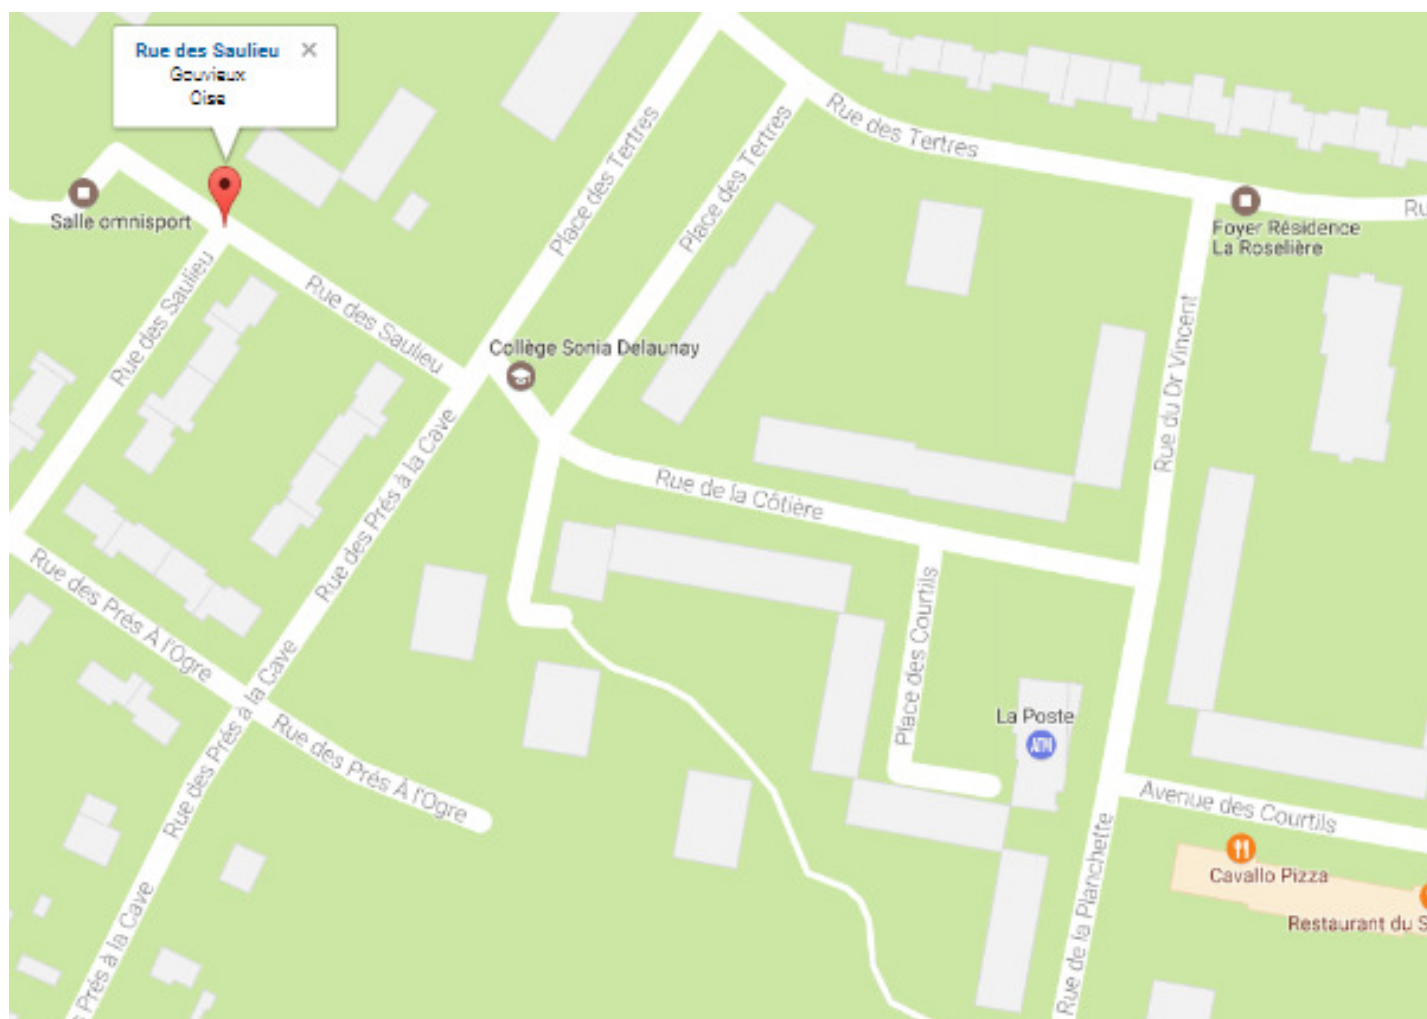 Rue des Saulieu
Gouvieux
Oise
Salle omnisport
Rue des Saulieu
Rue des Saulieu
Place des Tertres
Place des Tertres
Rue des Tertres
Foyer Résidence
La Roselière
Collège Sonia Delaunay
Rue du Dr Vincent
Rue de la Côtière
Rue des Prés à la Cave
Rue des Prés À l'Ogre
Rue des Prés à la Cave
Rue des Prés À l'Ogre
Prés à la Cave
Place des Courtils
La Poste
ATM
Avenue des Courtils
Cavallo Pizza
Restaurant du S
Rue de la Planchette